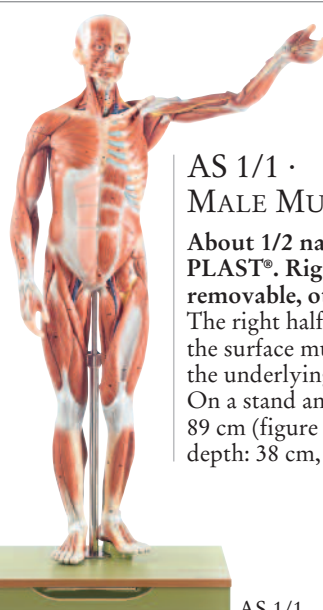 AS 1/1 ·
MALE MU
About 1/2 na
PLAST®. Rig
removable, o
The right half
the surface mu
the underlying
On a stand an
89 cm (figure
depth: 38 cm,
AS 1/1